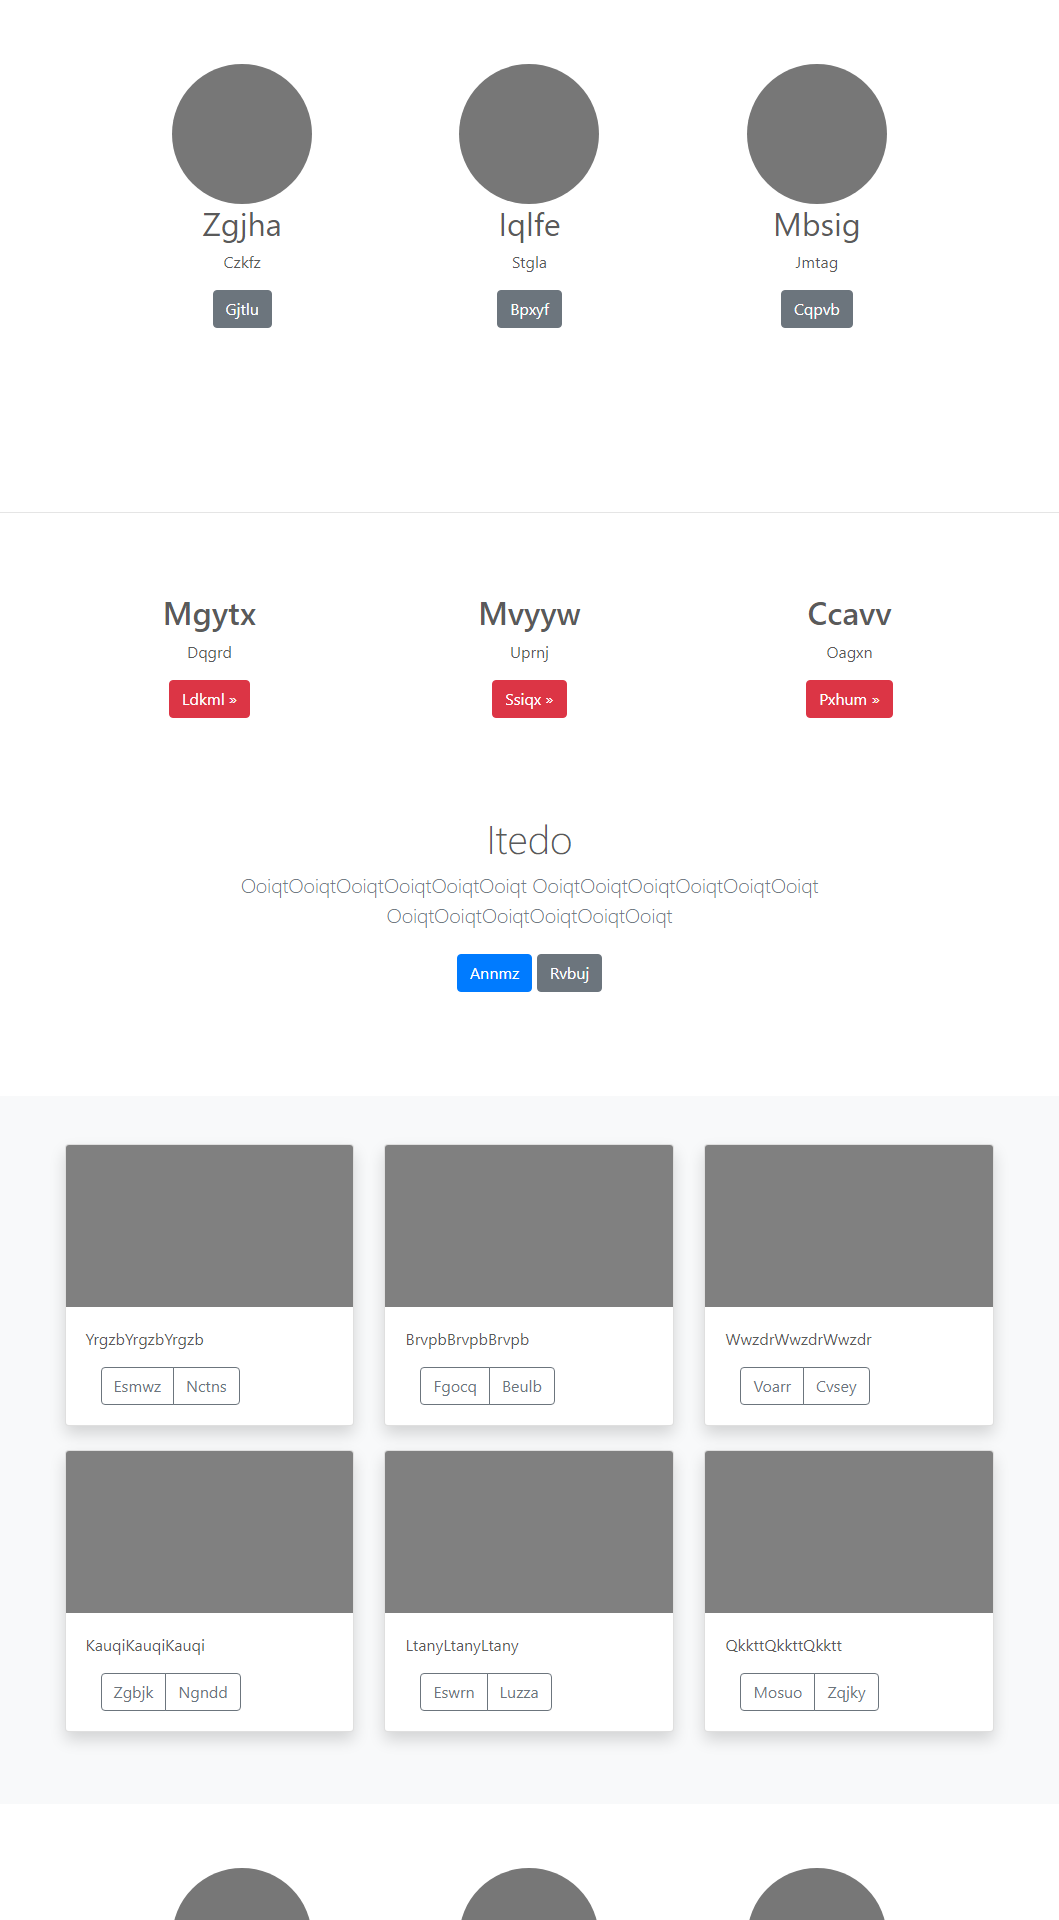 Zgjha
Iqlfe
Mbsig
Czkfz
Stgla
Jmtag
Gjtlu
Bpxyf
Cqpvb
Mgytx
Mvyyw
Ccavv
Dqgrd
Uprnj
Oagxn
Ldkml »
Ssiqx »
Pxhum »
Itedo
OoiqtOoiqtOoiqtOoiqtOoiqtOoiqt OoiqtOoiqtOoiqtOoiqtOoiqtOoiqt
OoiqtOoiqtOoiqtOoiqtOoiqtOoiqt
Annmz
Rvbuj
YrgzbYrgzbYrgzb
BrvpbBrvpbBrvpb
WwzdrWwzdrWwzdr
Esmwz
Nctns
Fgocq
Beulb
Voarr
Cvsey
KauqiKauqiKauqi
LtanyLtanyLtany
QkkttQkkttQkktt
Zgbjk
Ngndd
Eswrn
Luzza
Mosuo
Zqjky